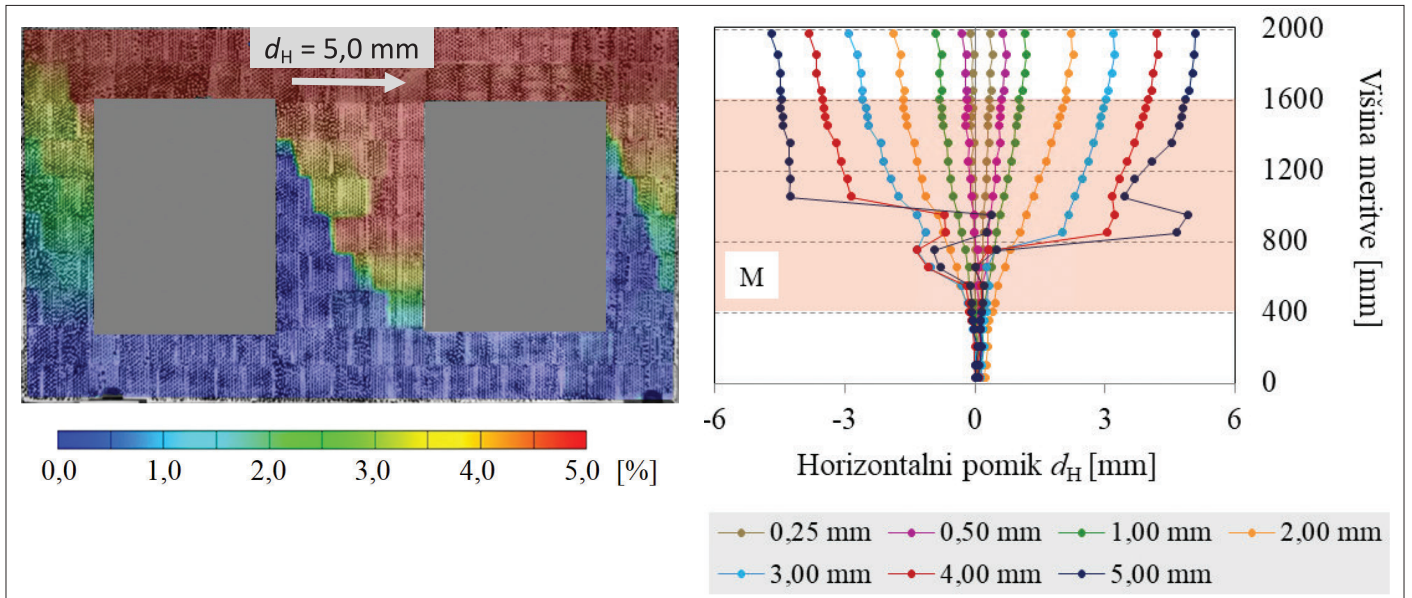 d_H = 5,0 mm
0,0 1,0 2,0 3,0 4,0 5,0 [%]
2000
1600
1200
800
400
0
Višina meritve [mm]
M
-6 -3 0 3 6
Horizontalni pomik d_H [mm]
0,25 mm 0,50 mm 1,00 mm 2,00 mm
3,00 mm 4,00 mm 5,00 mm